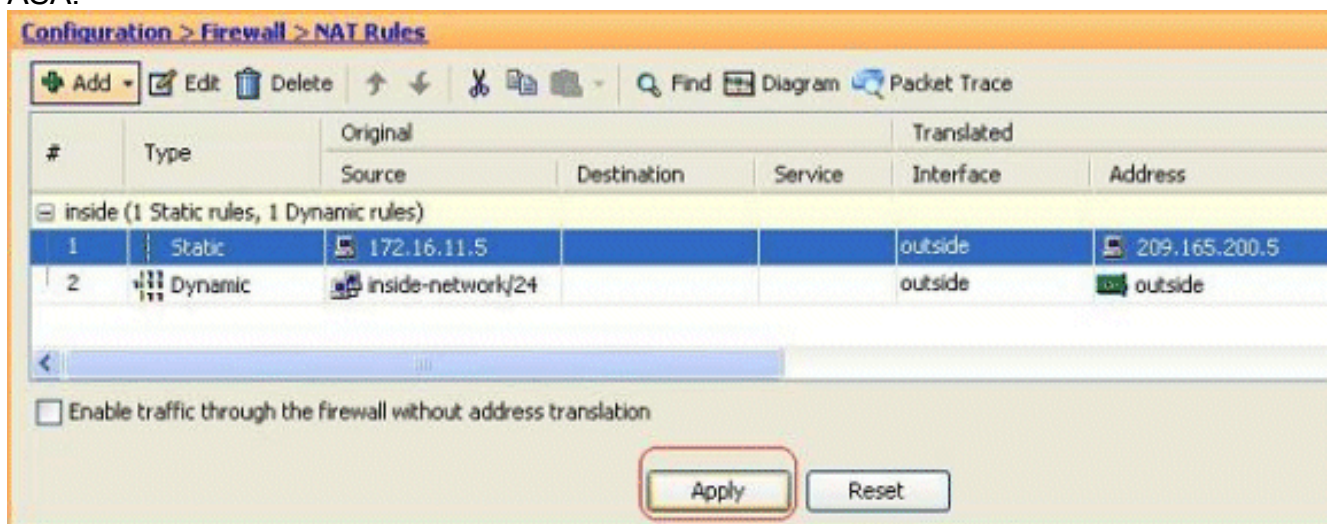 ASA.
Configuration > Firewall > NAT Rules
Add Edit Delete Find Diagram Packet Trace
# Type Original Translated
Source Destination Service Interface Address
inside (1 Static rules, 1 Dynamic rules)
1 Static 172.16.11.5 outside 209.165.200.5
2 Dynamic inside-network/24 outside outside
Enable traffic through the firewall without address translation
Apply Reset